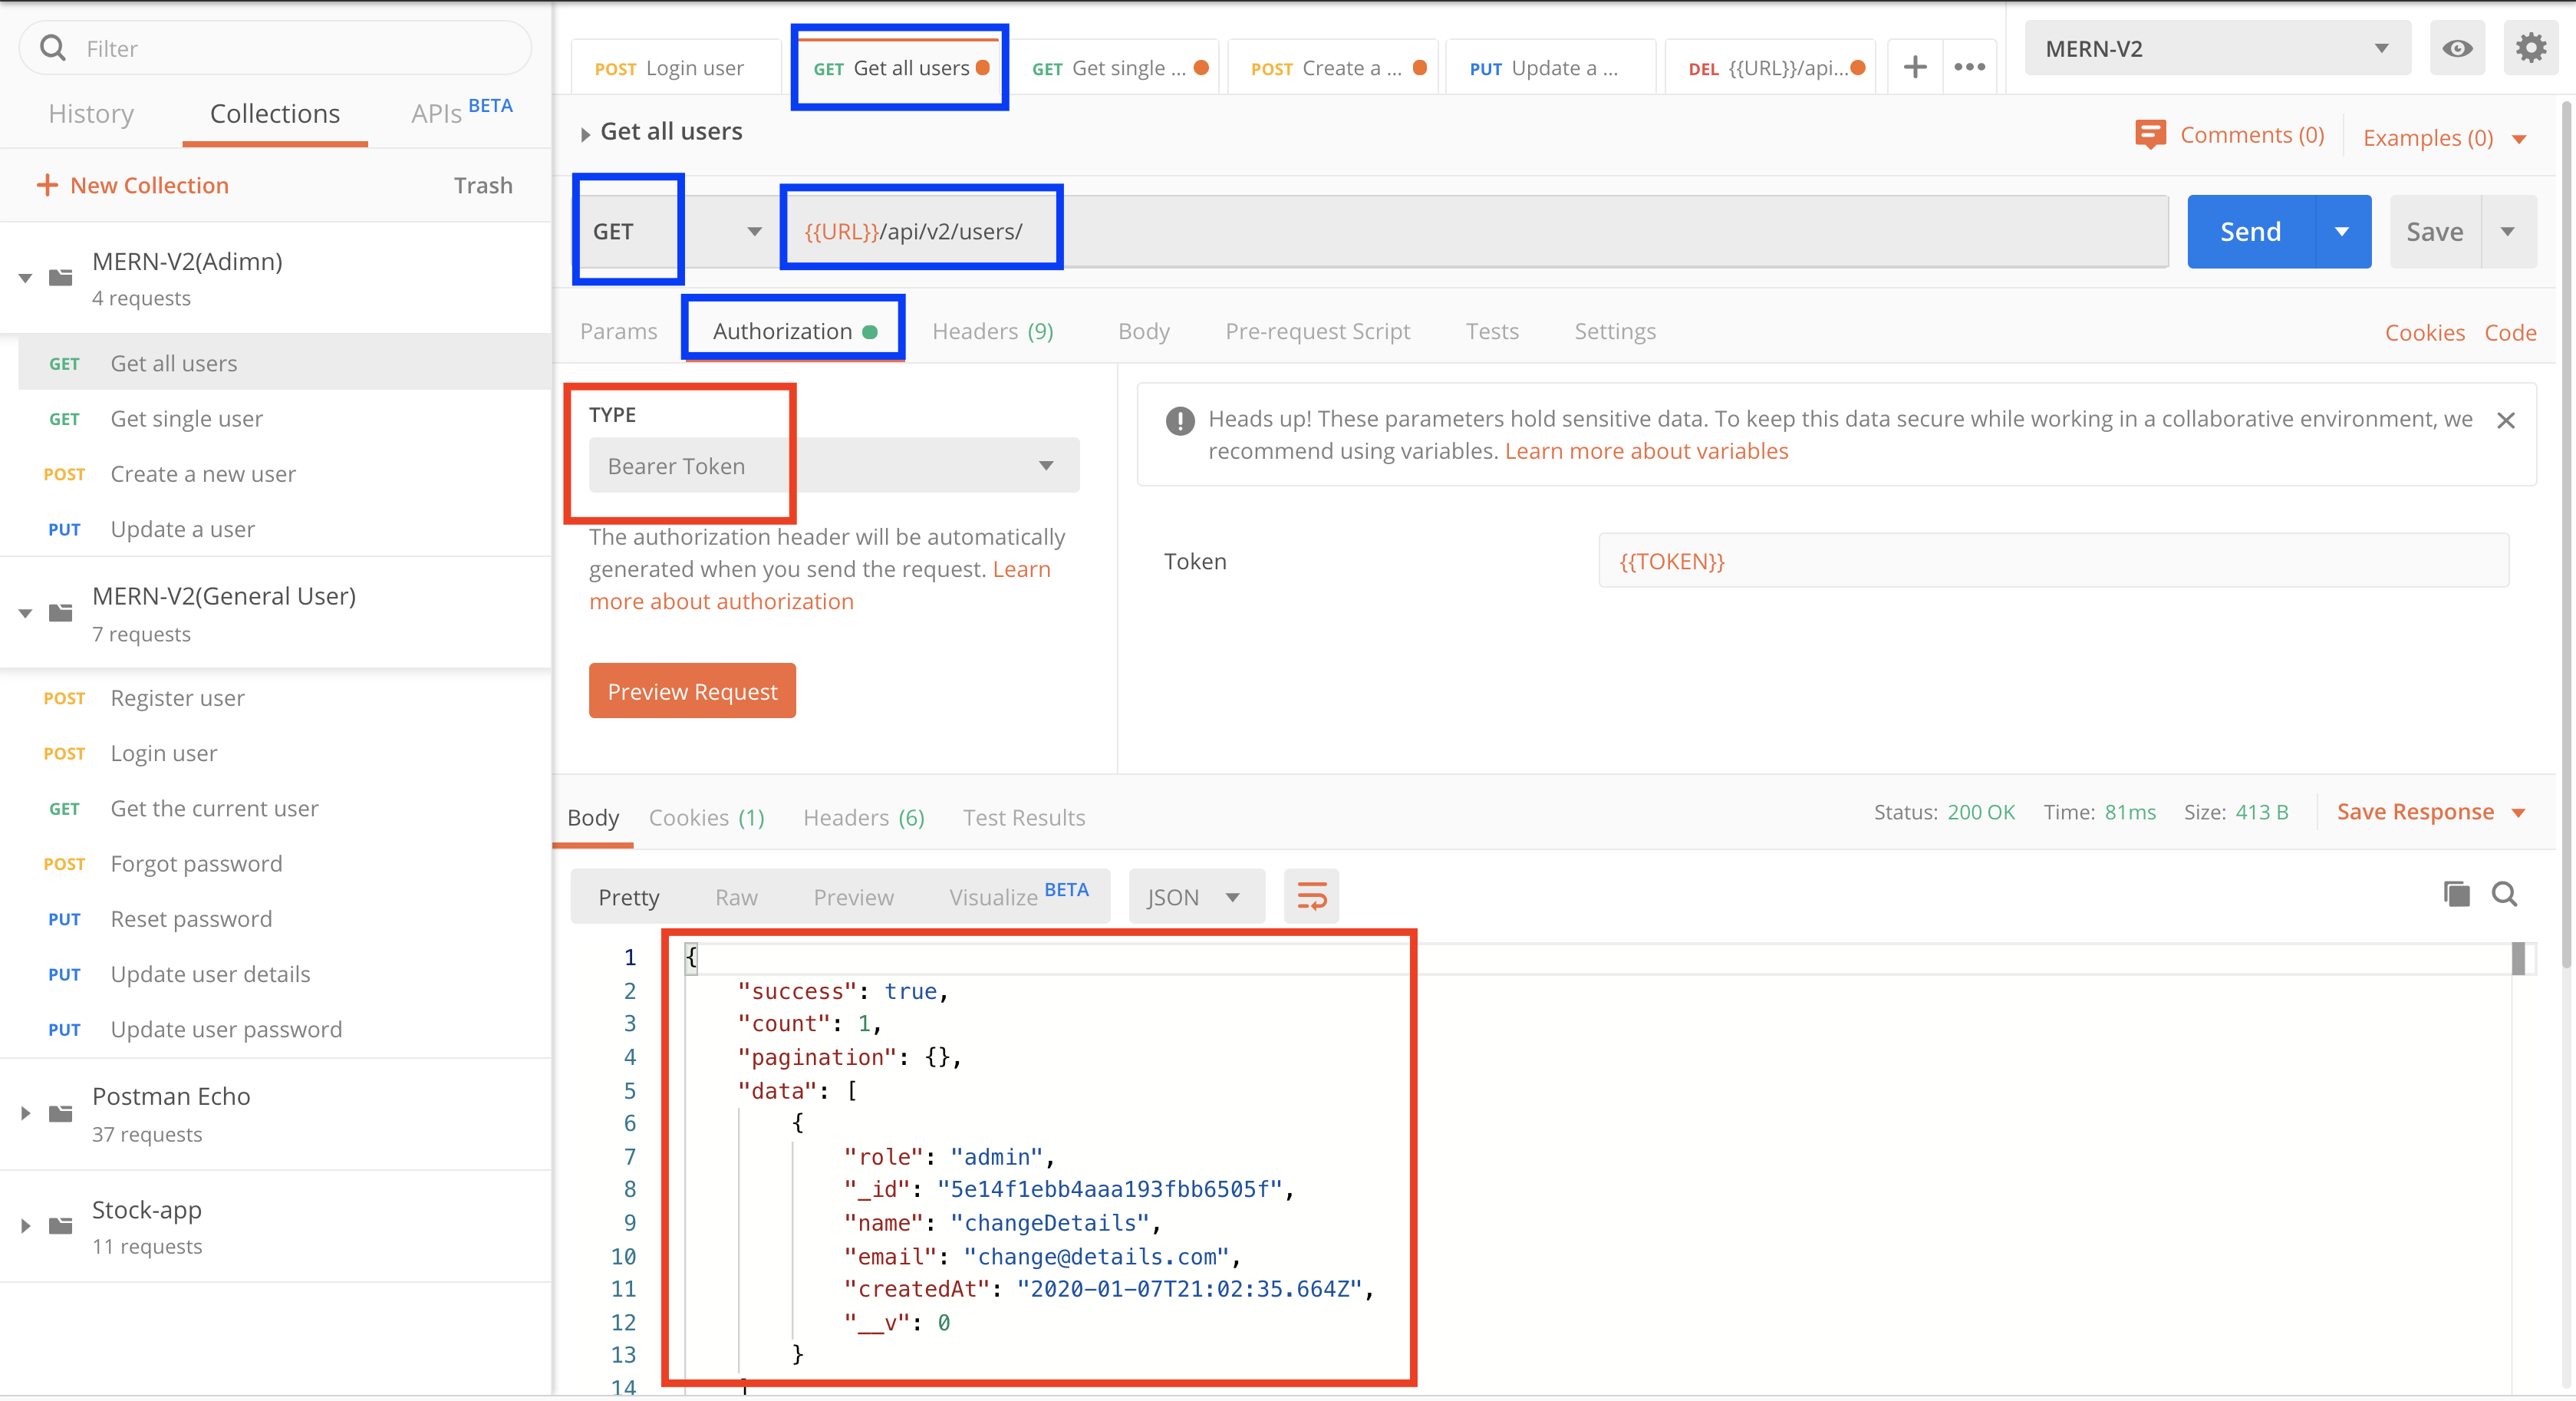 Filter
History Collections APIs BETA
+ New Collection Trash
MERN-V2(Adimn)
4 requests
GET Get all users
GET Get single user
POST Create a new user
PUT Update a user
MERN-V2(General User)
7 requests
POST Register user
POST Login user
GET Get the current user
POST Forgot password
PUT Reset password
PUT Update user details
PUT Update user password
Postman Echo
37 requests
Stock-app
11 requests
POST Login user GET Get all users GET Get single ... POST Create a ... PUT Update a ... DEL {{URL}}/api... + ••• MERN-V2
Get all users Comments (0) Examples (0)
GET {{URL}}/api/v2/users/ Send Save
Params Authorization Headers (9) Body Pre-request Script Tests Settings Cookies Code
TYPE
Bearer Token
The authorization header will be automatically
generated when you send the request. Learn
more about authorization
Preview Request
Heads up! These parameters hold sensitive data. To keep this data secure while working in a collaborative environment, we
recommend using variables. Learn more about variables
Token {{TOKEN}}
Body Cookies (1) Headers (6) Test Results Status: 200 OK Time: 81ms Size: 413 B Save Response
Pretty Raw Preview Visualize BETA JSON
1 {
2 "success": true,
3 "count": 1,
4 "pagination": {},
5 "data": [
6 {
7 "role": "admin",
8 "_id": "5e14f1ebb4aaa193fbb6505f",
9 "name": "changeDetails",
10 "email": "change@details.com",
11 "createdAt": "2020-01-07T21:02:35.664Z",
12 "__v": 0
13 }
14 ]